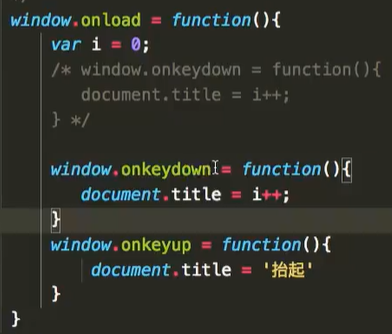 window.onload = function(){
var i = 0;
/* window.onkeydown = function(){
document.title = i++;
} */
window.onkeydown = function(){
document.title = i++;
}
window.onkeyup = function(){
document.title = '抬起'
}
}